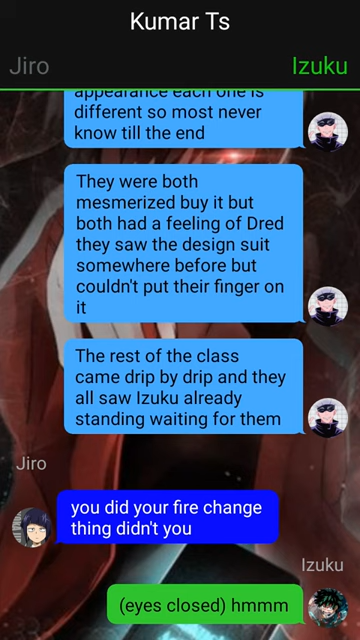 Kumar Ts
Jiro
Izuku
appearance each one is
different so most never
know till the end
They were both
mesmerized buy it but
both had a feeling of Dred
they saw the design suit
somewhere before but
couldn't put their finger on
it
The rest of the class
came drip by drip and they
all saw Izuku already
standing waiting for them
Jiro
you did your fire change
thing didn't you
Izuku
(eyes closed) hmmm